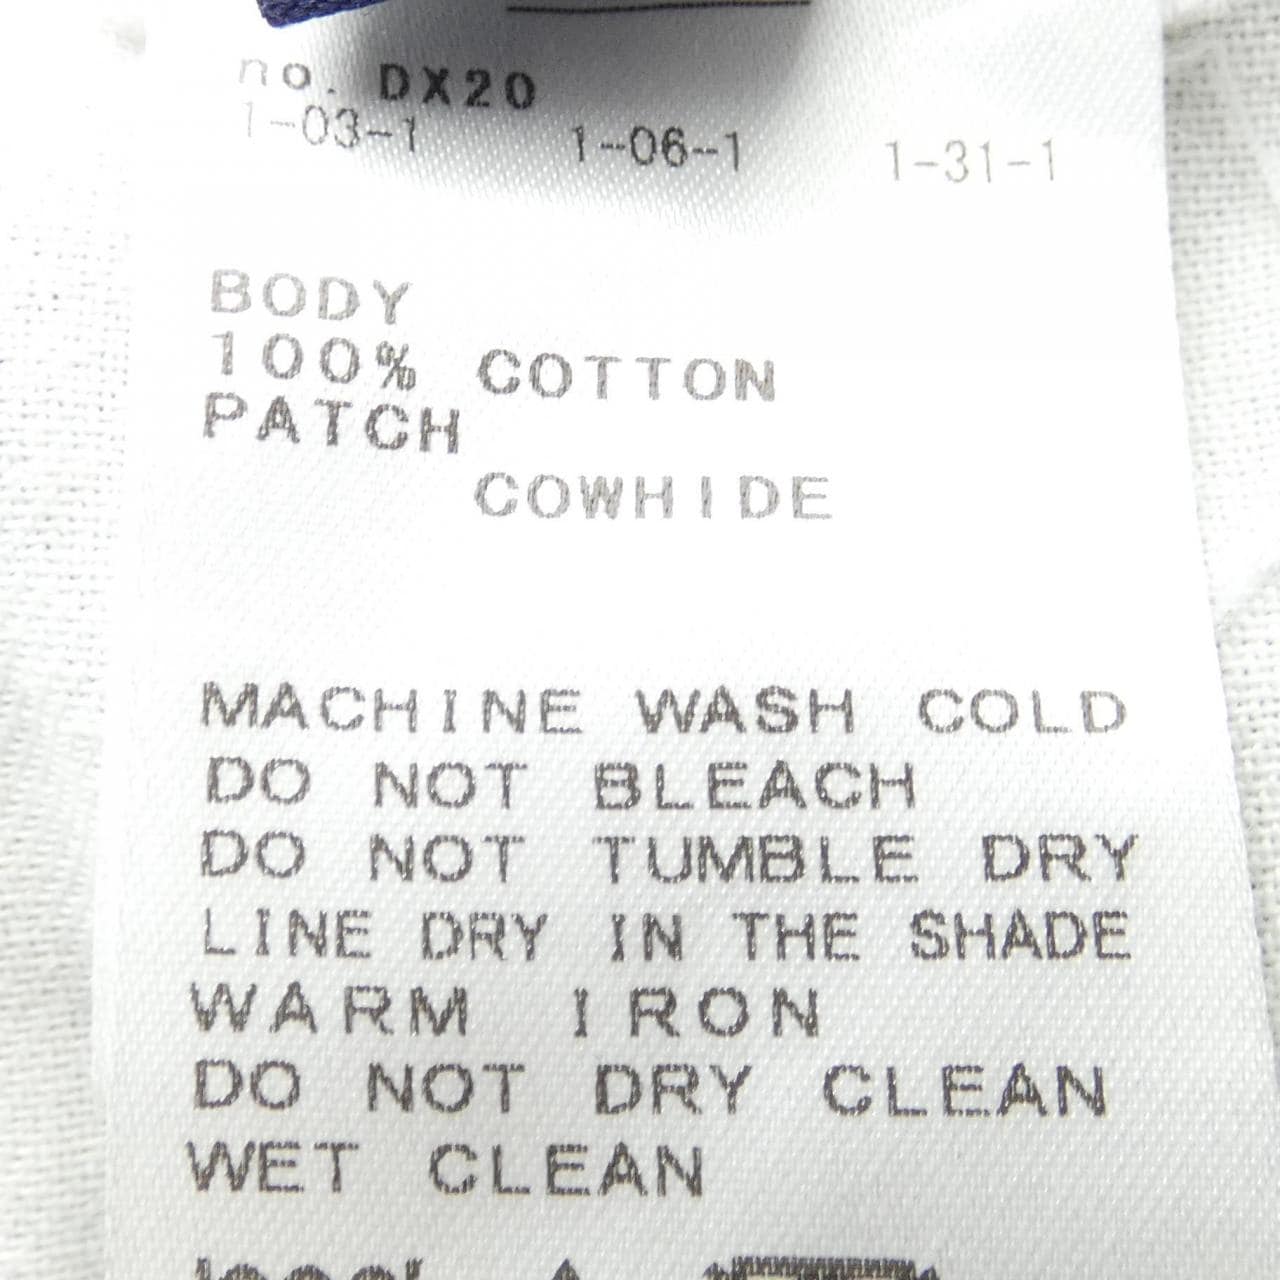 no. DX20
1-03-1 1-06-1 1-31-1
BODY
100% COTTON
PATCH
COWHIDE
MACHINE WASH COLD
DO NOT BLEACH
DO NOT TUMBLE DRY
LINE DRY IN THE SHADE
WARM IRON
DO NOT DRY CLEAN
WET CLEAN